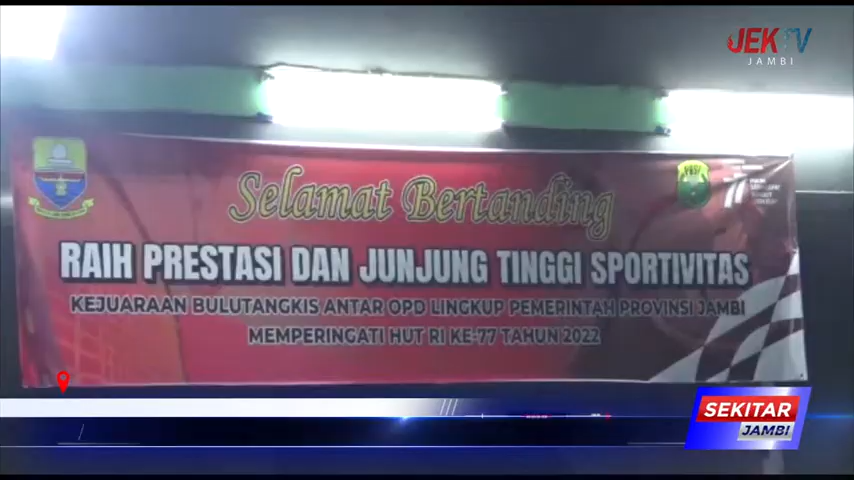 JEKTV
JAMBI
Selamat Bertanding
PBSI
RAIH PRESTASI DAN JUNJUNG TINGGI SPORTIVITAS
KEJUARAAN BULUTANGKIS ANTAR OPD LINGKUP PEMERINTAH PROVINSI JAMBI
MEMPERINGATI HUT RI KE-77 TAHUN 2022
SEKITAR
JAMBI